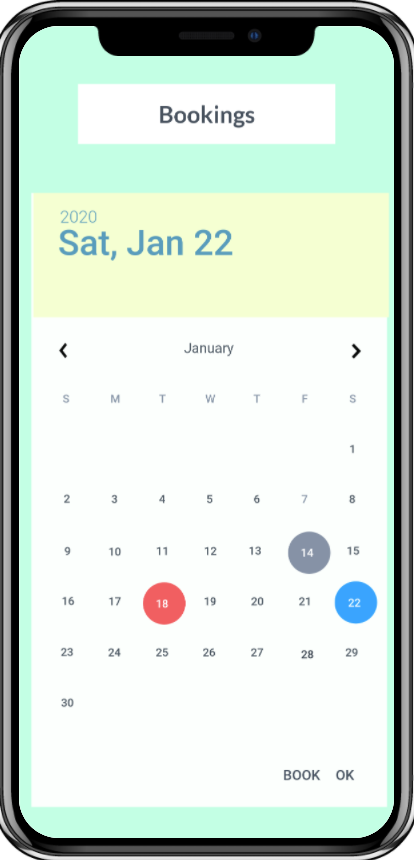 Bookings
2020
Sat, Jan 22
January
S M T W T F S
1
2 3 4 5 6 7 8
9 10 11 12 13 14 15
16 17 18 19 20 21 22
23 24 25 26 27 28 29
30
BOOK OK